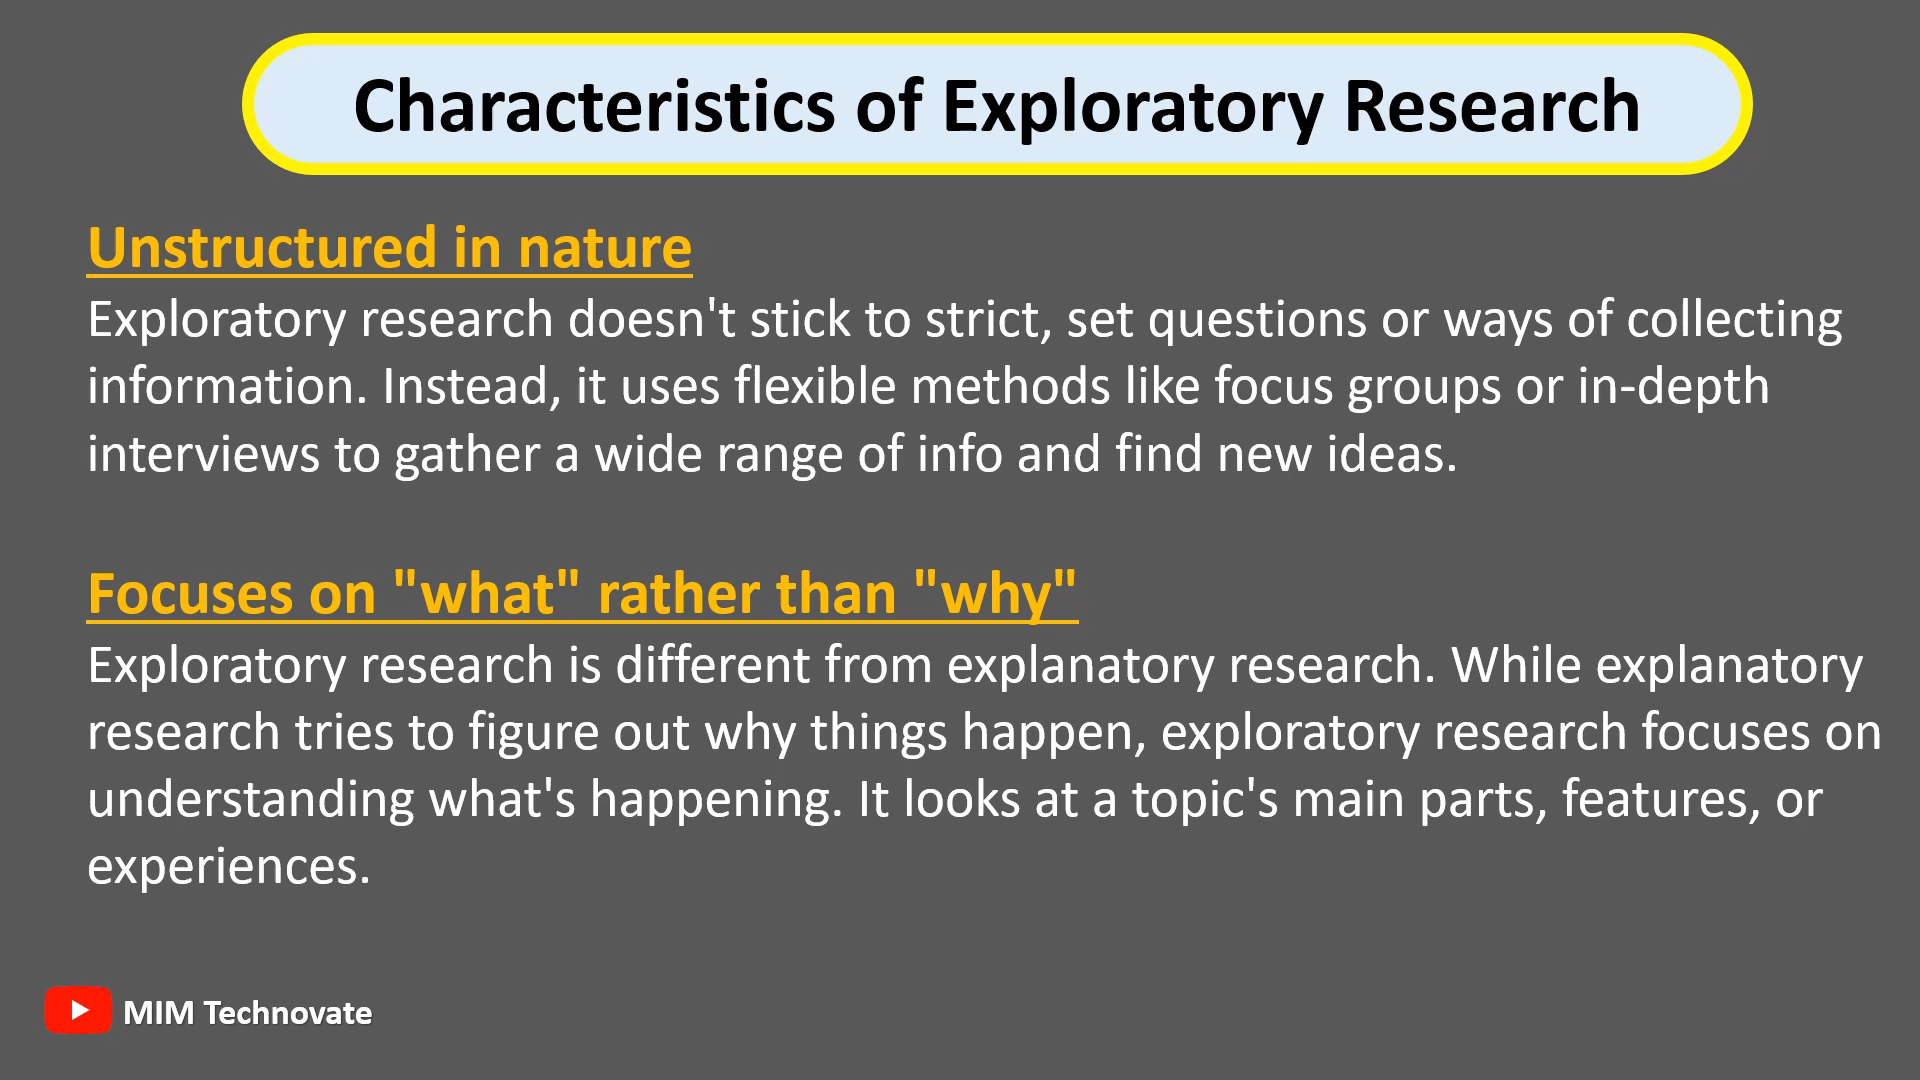 Characteristics of Exploratory Research
Unstructured in nature
Exploratory research doesn't stick to strict, set questions or ways of collecting
information. Instead, it uses flexible methods like focus groups or in-depth
interviews to gather a wide range of info and find new ideas.
Focuses on "what" rather than "why"
Exploratory research is different from explanatory research. While explanatory
research tries to figure out why things happen, exploratory research focuses on
understanding what's happening. It looks at a topic's main parts, features, or
experiences.
MIM Technovate